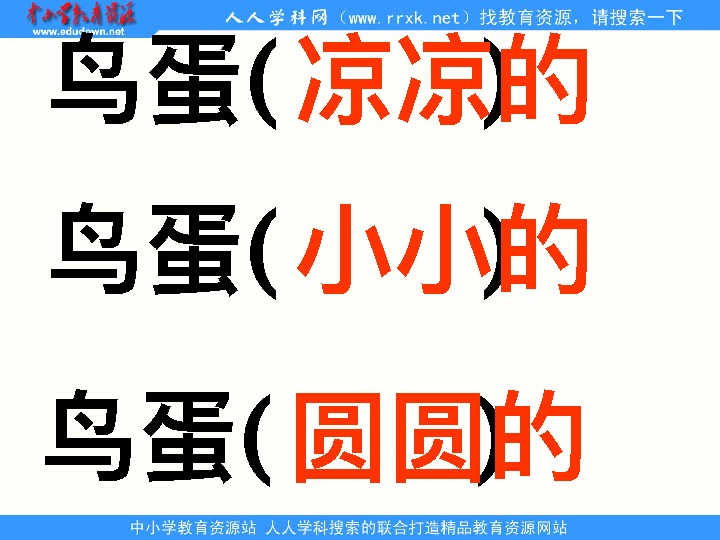 中小学教育资源
www.edudown.net
人人学科网（www.rrxk.net）找教育资源，请搜索一下
鸟蛋(凉凉)的
鸟蛋(小小)的
鸟蛋(圆圆)的
中小学教育资源站 人人学科搜索的联合打造精品教育资源网站